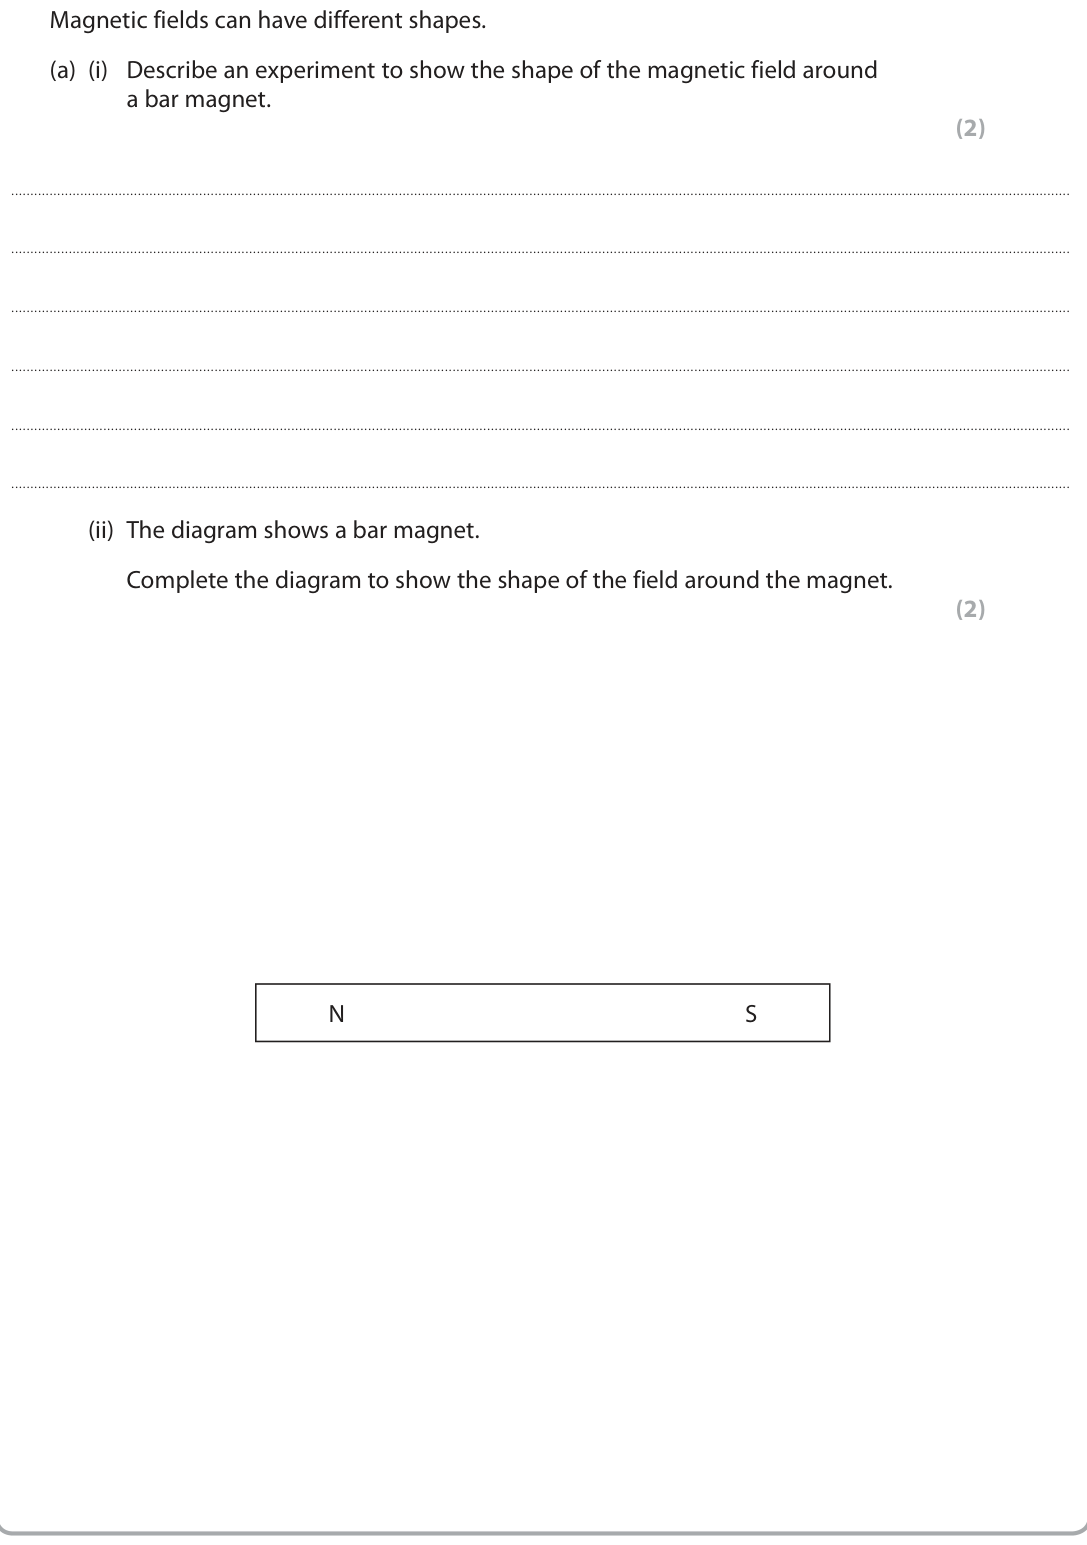 Magnetic fields can have different shapes.
(a) (i) Describe an experiment to show the shape of the magnetic field around
a bar magnet.
(2)
(ii) The diagram shows a bar magnet.
Complete the diagram to show the shape of the field around the magnet.
(2)
N S